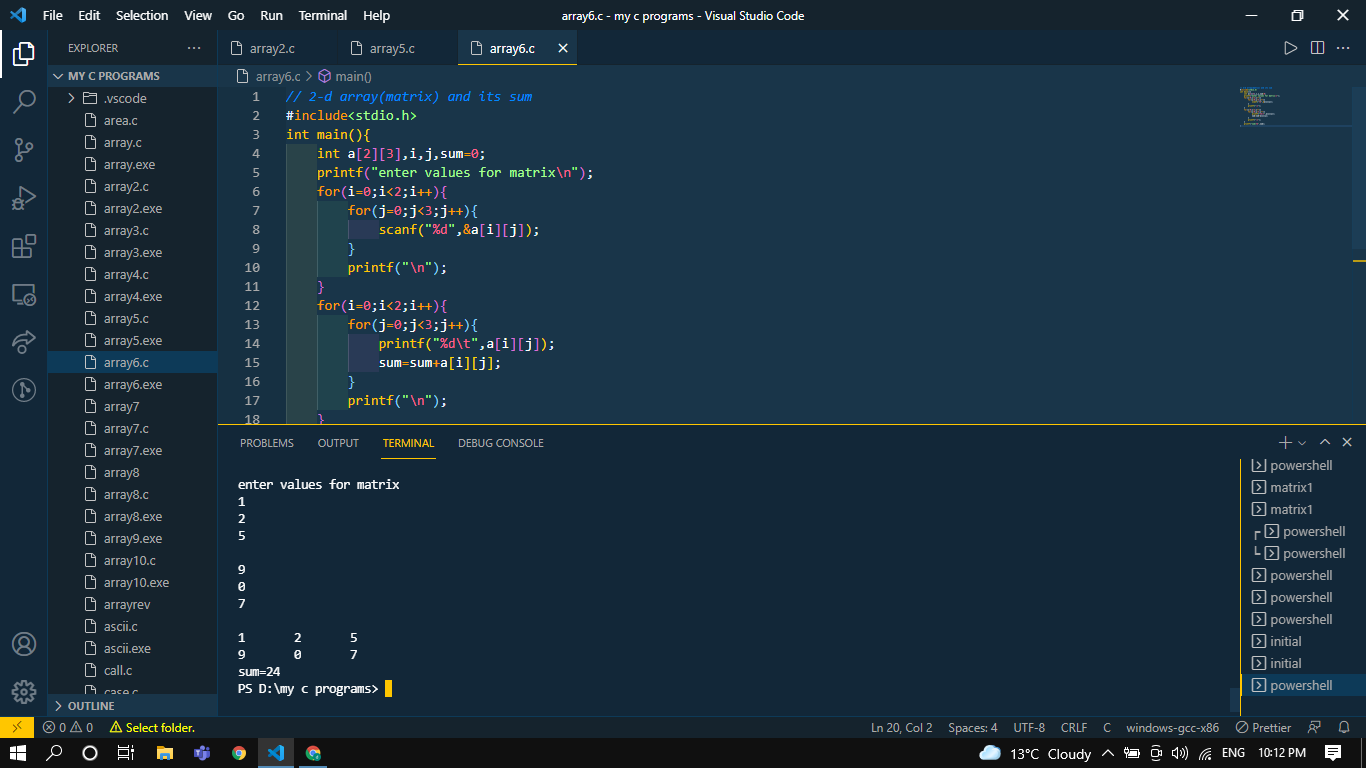 File Edit Selection View Go Run Terminal Help array6.c - my c programs - Visual Studio Code
EXPLORER
MY C PROGRAMS
.vscode
area.c
array.c
array.exe
array2.c
array2.exe
array3.c
array3.exe
array4.c
array4.exe
array5.c
array5.exe
array6.c
array6.exe
array7
array7.c
array7.exe
array8
array8.c
array8.exe
array9.exe
array10.c
array10.exe
arrayrev
ascii.c
ascii.exe
call.c
case.c
OUTLINE
array2.c array5.c array6.c
array6.c > main()
1 // 2-d array(matrix) and its sum
2 #include<stdio.h>
3 int main(){
4 int a[2][3],i,j,sum=0;
5 printf("enter values for matrix\n");
6 for(i=0;i<2;i++){
7 for(j=0;j<3;j++){
8 scanf("%d",&a[i][j]);
9 }
10 printf("\n");
11 }
12 for(i=0;i<2;i++){
13 for(j=0;j<3;j++){
14 printf("%d\t",a[i][j]);
15 sum=sum+a[i][j];
16 }
17 printf("\n");
18 }
PROBLEMS OUTPUT TERMINAL DEBUG CONSOLE
enter values for matrix
1
2
5
9
0
7
1 2 5
9 0 7
sum=24
PS D:\my c programs>
powershell
matrix1
matrix1
powershell
powershell
powershell
powershell
powershell
initial
initial
powershell
0 0 Select folder. Ln 20, Col 2 Spaces: 4 UTF-8 CRLF C windows-gcc-x86 Prettier
13°C Cloudy ENG 10:12 PM